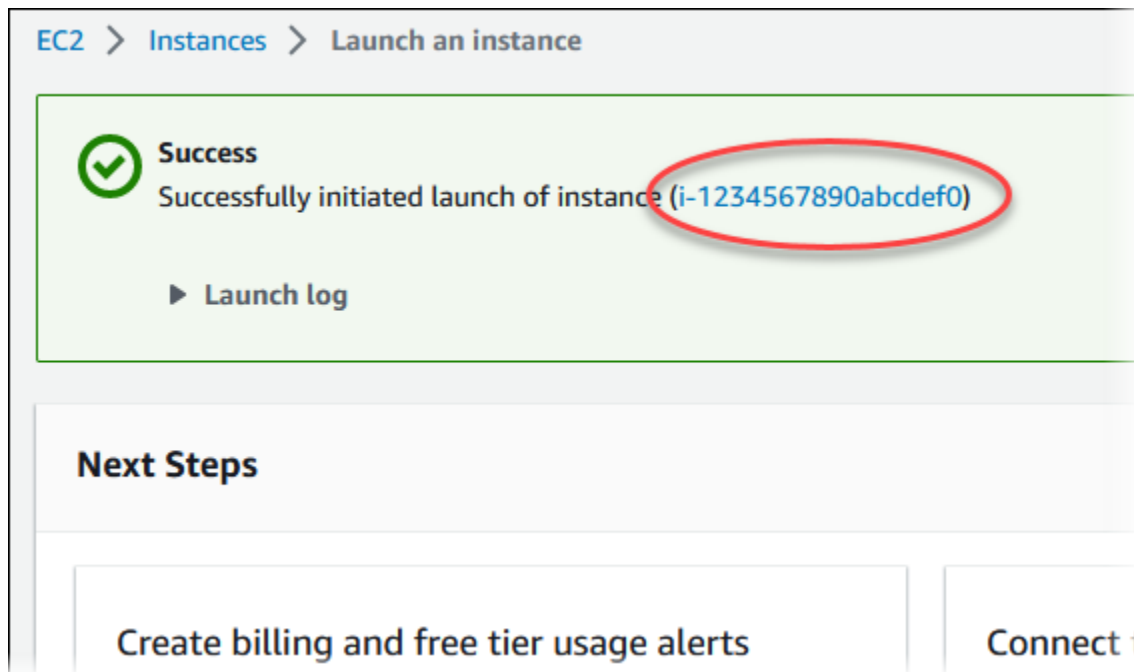 EC2 > Instances > Launch an instance
Success
Successfully initiated launch of instance (i-1234567890abcdef0)
Launch log
Next Steps
Create billing and free tier usage alerts
Connect